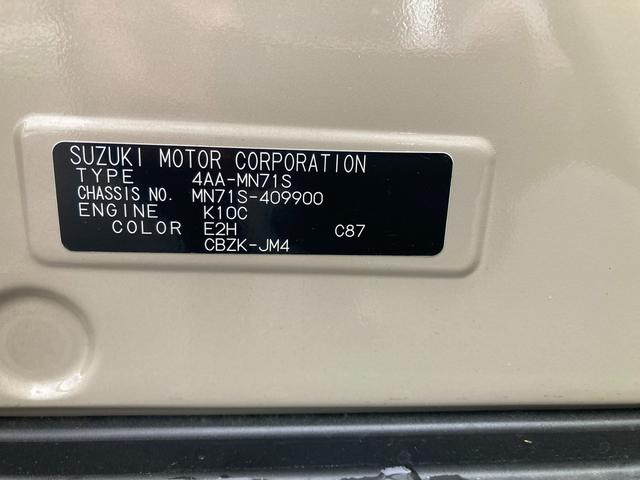 SUZUKI MOTOR CORPORATION
TYPE 4AA-MN71S
CHASSIS NO. MN71S-409900
ENGINE K10C
COLOR E2H C87
CBZK-JM4